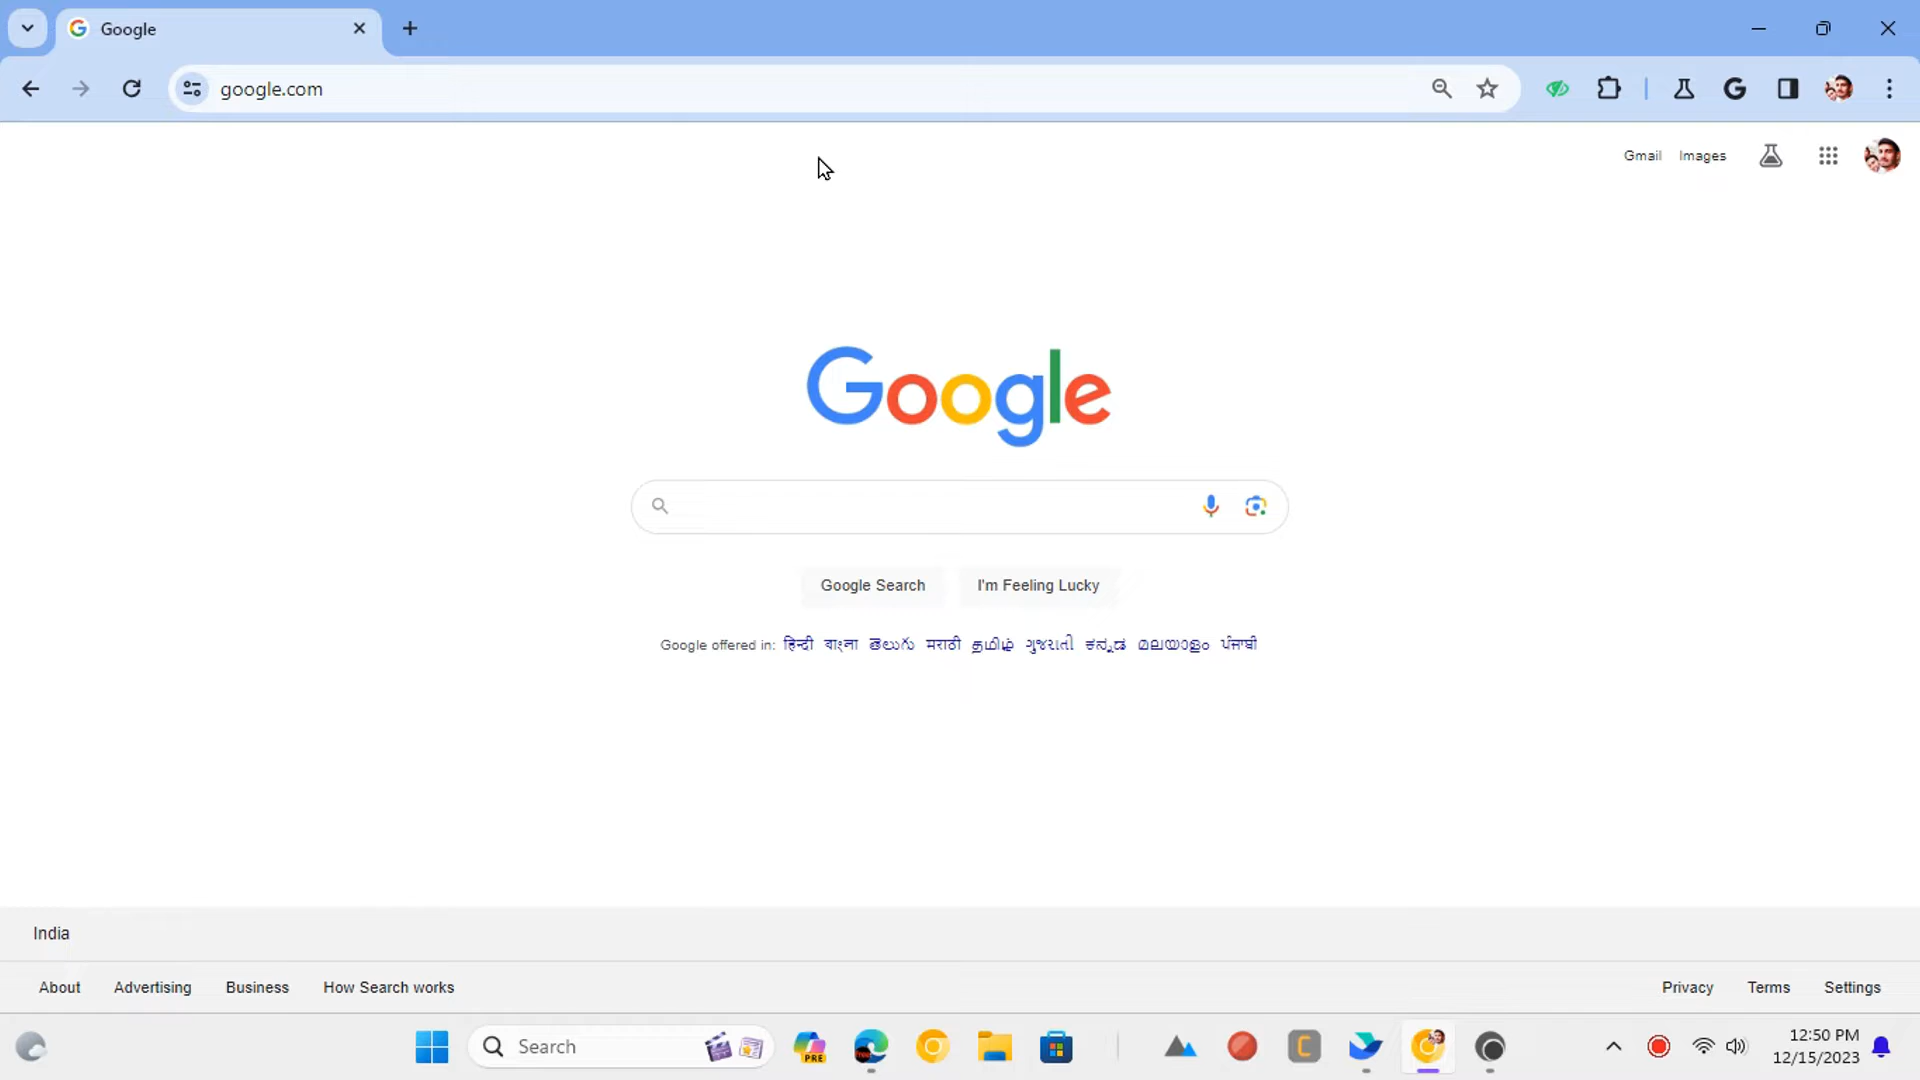 Google
google.com
Gmail Images
Google
Google Search I'm Feeling Lucky
Google offered in: हिन्दी বাংলা తెలుగు मराठी தமிழ் ગુજરાતી ಕನ್ನಡ മലയാളം ਪੰਜਾਬੀ
India
About Advertising Business How Search works Privacy Terms Settings
Search
PRE
C
12:50 PM
12/15/2023